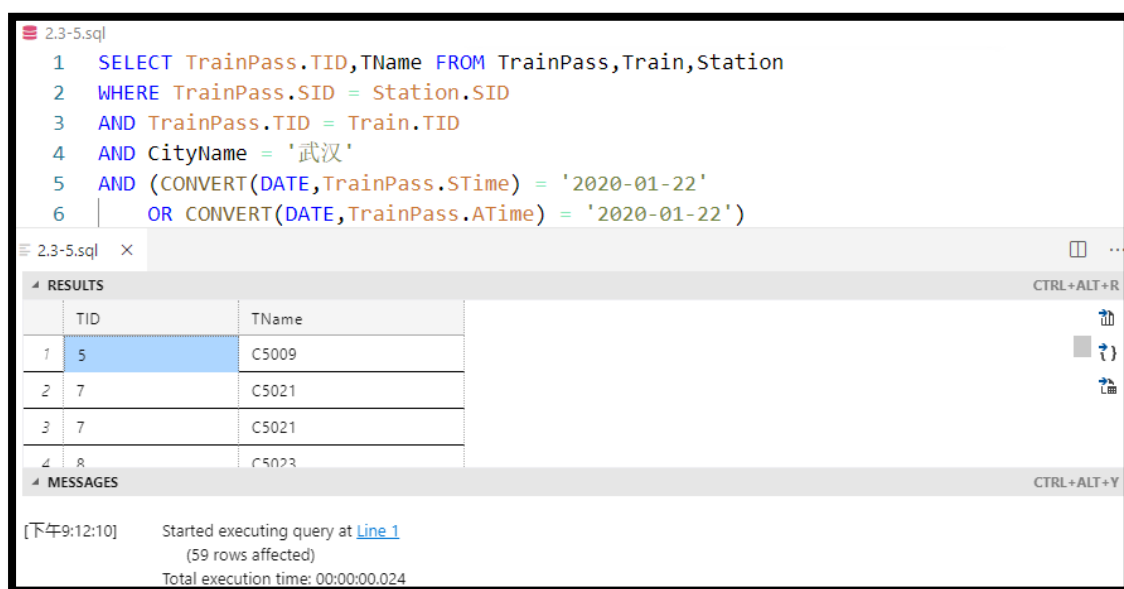 2.3-5.sql
1 SELECT TrainPass.TID,TName FROM TrainPass,Train,Station
2 WHERE TrainPass.SID = Station.SID
3 AND TrainPass.TID = Train.TID
4 AND CityName = '武汉'
5 AND (CONVERT(DATE,TrainPass.STime) = '2020-01-22'
6 OR CONVERT(DATE,TrainPass.ATime) = '2020-01-22')
2.3-5.sql
RESULTS CTRL+ALT+R
TID TName
1 5 C5009
2 7 C5021
3 7 C5021
4 8 C5023
MESSAGES CTRL+ALT+Y
[下午9:12:10] Started executing query at Line 1
(59 rows affected)
Total execution time: 00:00:00.024